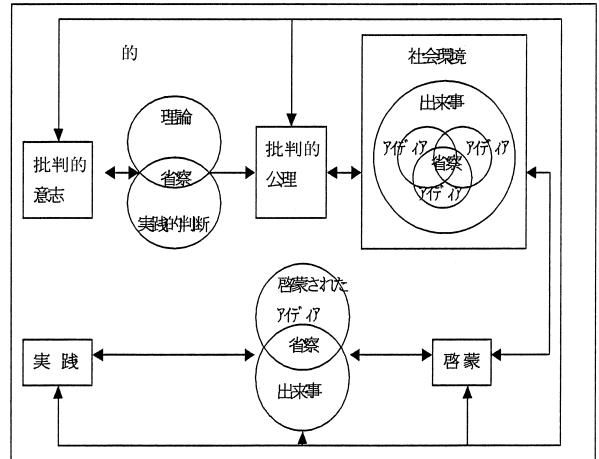 的
社会環境
出来事
理論
アイディア
アイディア
省察
アイディア
批判的
意志
省察
批判的
公理
実践的判断
啓蒙された
アイディア
省察
実 践
啓 蒙
出来事